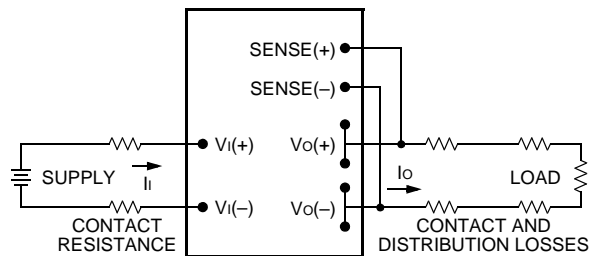 SENSE(+)
SENSE(–)
VI(+)
VO(+)
II
IO
SUPPLY
LOAD
VI(–)
VO(–)
CONTACT
RESISTANCE
CONTACT AND
DISTRIBUTION LOSSES